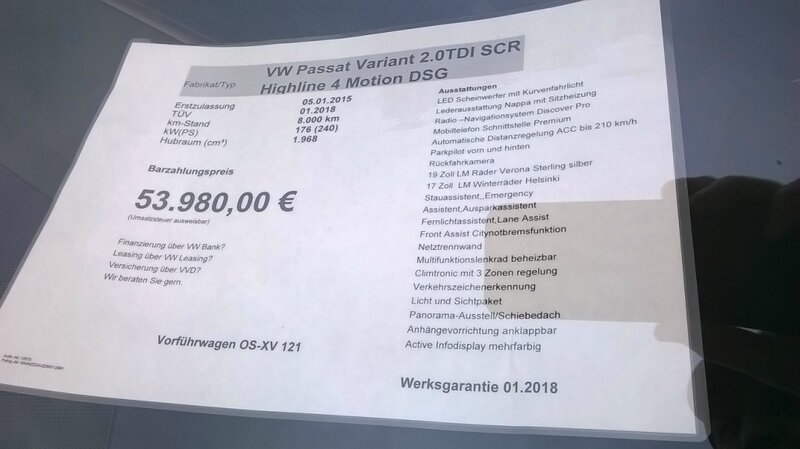 Fabrikat/Typ
VW Passat Variant 2.0TDI SCR
Highline 4 Motion DSG
Erstzulassung 05.01.2015
TÜV 01.2018
km-Stand 8.000 km
kW(PS) 176 (240)
Hubraum (cm³) 1.968
Barzahlungspreis
53.980,00 €
(Umsatzsteuer ausweisbar)
Finanzierung über VW Bank?
Leasing über VW Leasing?
Versicherung über VVD?
Wir beraten Sie gern.
Vorführwagen OS-XV 121
Ausstattungen
LED Scheinwerfer mit Kurvenfahrlicht
Lederausstattung Nappa mit Sitzheizung
Radio –Navigationsystem Discover Pro
Mobiltelefon Schnittstelle Premium
Automatische Distanzregelung ACC bis 210 km/h
Parkpilot vorn und hinten
Rückfahrkamera
19 Zoll LM Räder Verona Sterling silber
17 Zoll LM Winterräder Helsinki
Stauassistent,,Emergency
Assistent,Ausparkassistent
Fernlichtassistent,Lane Assist
Front Assist Citynotbremsfunktion
Netztrennwand
Multifunktionslenkrad beheizbar
Climtronic mit 3 Zonen regelung
Verkehrszeichenerkennung
Licht und Sichtpaket
Panorama-Ausstell/Schiebedach
Anhängevorrichtung anklappbar
Active Infodisplay mehrfarbig
Werksgarantie 01.2018